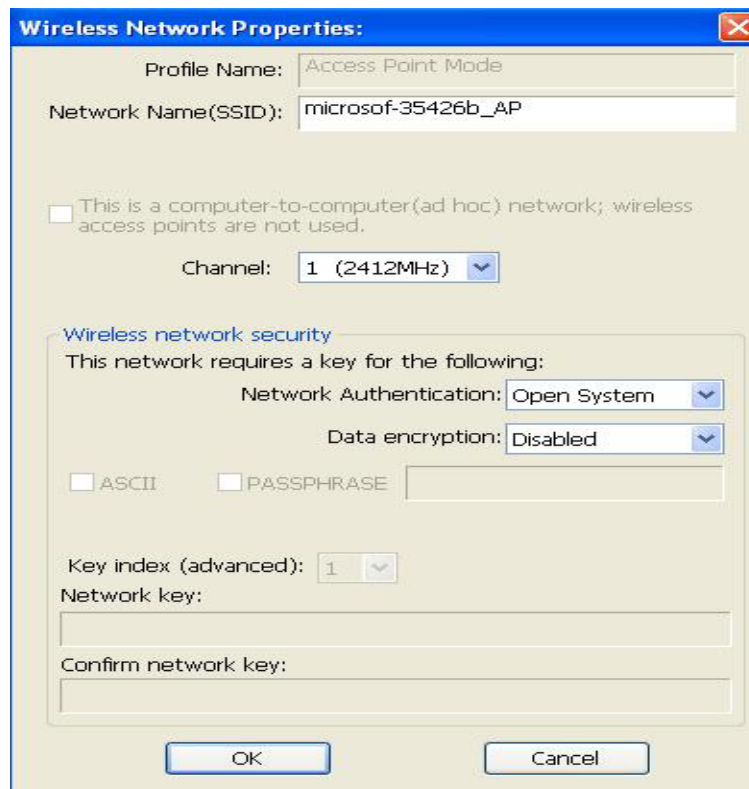 Wireless Network Properties:
Profile Name: Access Point Mode
Network Name(SSID): microsof-35426b_AP
This is a computer-to-computer(ad hoc) network; wireless
access points are not used.
Channel: 1 (2412MHz)
Wireless network security
This network requires a key for the following:
Network Authentication: Open System
Data encryption: Disabled
ASCII PASSPHRASE
Key index (advanced): 1
Network key:
Confirm network key:
OK Cancel